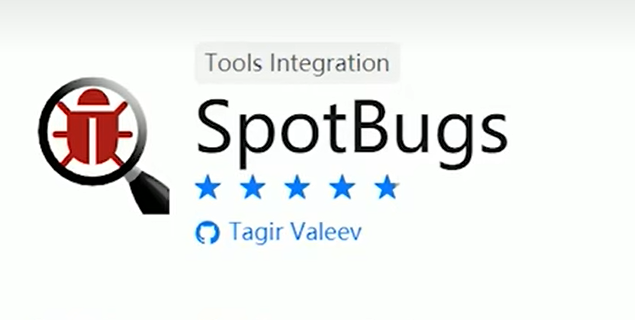 Tools Integration
SpotBugs
Tagir Valeev